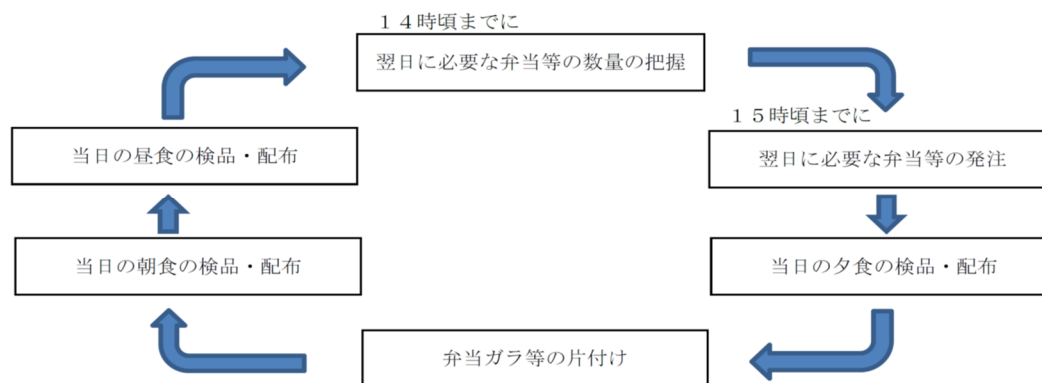 １４時頃までに
翌日に必要な弁当等の数量の把握
１５時頃までに
翌日に必要な弁当等の発注
当日の夕食の検品・配布
弁当ガラ等の片付け
当日の朝食の検品・配布
当日の昼食の検品・配布